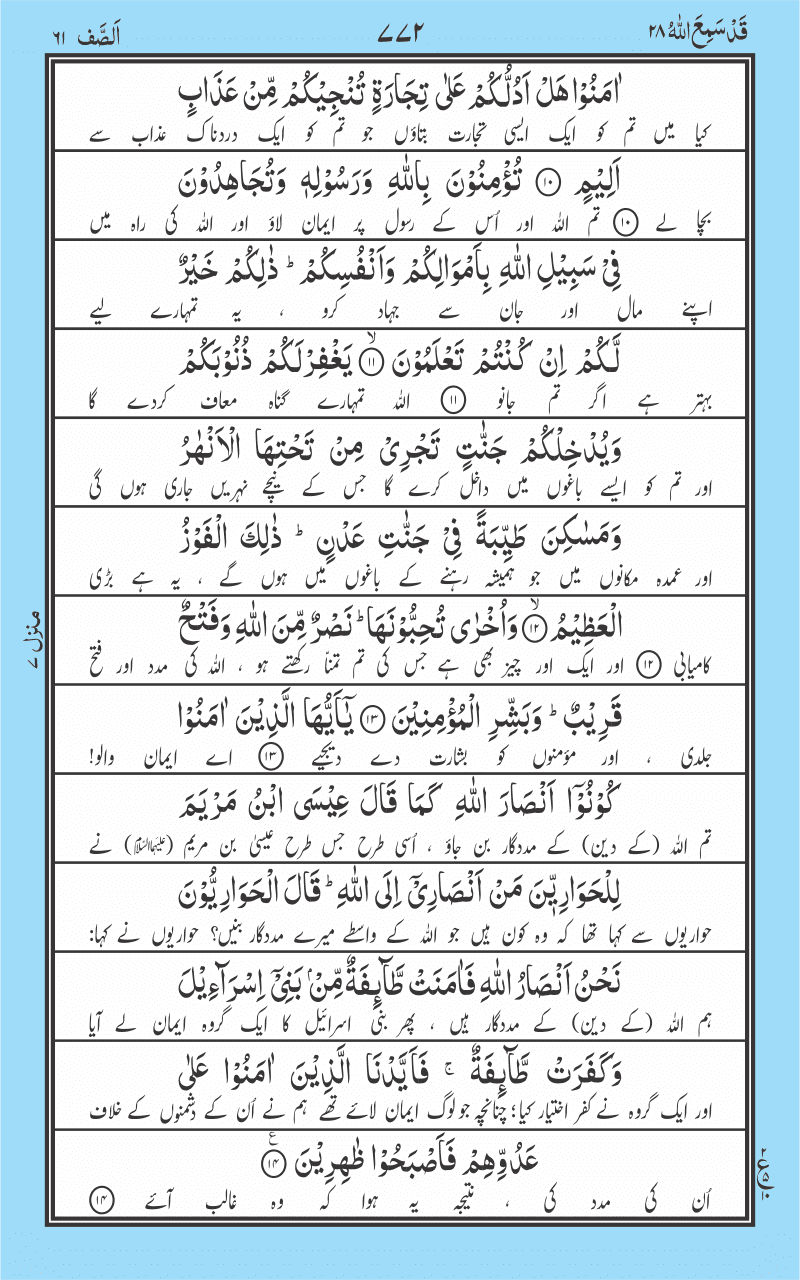 قَدْ سَمِعَ اللّٰهُ ٢٨
٧٧٢
اَلصَّف ٦١
اٰمَنُوْا هَلْ اَدُلُّكُمْ عَلٰى تِجَارَةٍ تُنْجِيْكُمْ مِّنْ عَذَابٍ
کیا میں تم کو ایک ایسی تجارت بتاؤں جو تم کو ایک دردناک عذاب سے
اَلِيْمٍ ۝١٠ تُؤْمِنُوْنَ بِاللّٰهِ وَرَسُوْلِهٖ وَتُجَاهِدُوْنَ
بچا لے ۝١٠ تم اللہ اور اُس کے رسول پر ایمان لاؤ اور اللہ کی راہ میں
فِيْ سَبِيْلِ اللّٰهِ بِاَمْوَالِكُمْ وَاَنْفُسِكُمْ ؕ ذٰلِكُمْ خَيْرٌ
اپنے مال اور جان سے جہاد کرو ، یہ تمہارے لیے
لَّكُمْ اِنْ كُنْتُمْ تَعْلَمُوْنَ ۝١١ۙ يَغْفِرْ لَكُمْ ذُنُوْبَكُمْ
بہتر ہے اگر تم جانو ۝١١ اللہ تمہارے گناہ معاف کردے گا
وَيُدْخِلْكُمْ جَنّٰتٍ تَجْرِيْ مِنْ تَحْتِهَا الْاَنْهٰرُ
اور تم کو ایسے باغوں میں داخل کرے گا جس کے نیچے نہریں جاری ہوں گی
وَمَسٰكِنَ طَيِّبَةً فِيْ جَنّٰتِ عَدْنٍ ؕ ذٰلِكَ الْفَوْزُ
اور عمدہ مکانوں میں جو ہمیشہ رہنے کے باغوں میں ہوں گے ، یہ ہے بڑی
الْعَظِيْمُ ۝١٢ۙ وَاُخْرٰى تُحِبُّوْنَهَا ؕ نَصْرٌ مِّنَ اللّٰهِ وَفَتْحٌ
کامیابی ۝١٢ اور ایک اور چیز بھی ہے جس کی تم تمنّا رکھتے ہو ، اللہ کی مدد اور فتح
منزل ٧
قَرِيْبٌ ؕ وَبَشِّرِ الْمُؤْمِنِيْنَ ۝١٣ يٰٓاَيُّهَا الَّذِيْنَ اٰمَنُوْا
جلدی ، اور مؤمنوں کو بشارت دے دیجیے ۝١٣ اے ایمان والو!
كُوْنُوْٓا اَنْصَارَ اللّٰهِ كَمَا قَالَ عِيْسَى ابْنُ مَرْيَمَ
تم اللہ (کے دین) کے مددگار بن جاؤ ، اُسی طرح جس طرح عیسیٰ بن مریم (علیہما السلام) نے
لِلْحَوَارِيّٖنَ مَنْ اَنْصَارِيْٓ اِلَى اللّٰهِ ؕ قَالَ الْحَوَارِيُّوْنَ
حواریوں سے کہا تھا کہ وہ کون ہیں جو اللہ کے واسطے میرے مددگار بنیں؟ حواریوں نے کہا:
نَحْنُ اَنْصَارُ اللّٰهِ فَاٰمَنَتْ طَّآىِٕفَةٌ مِّنْۢ بَنِيْٓ اِسْرَآءِيْلَ
ہم اللہ (کے دین) کے مددگار ہیں ، پھر بنی اسرائیل کا ایک گروہ ایمان لے آیا
وَكَفَرَتْ طَّآىِٕفَةٌ ۚ فَاَيَّدْنَا الَّذِيْنَ اٰمَنُوْا عَلٰى
اور ایک گروہ نے کفر اختیار کیا؛ چنانچہ جو لوگ ایمان لائے تھے ہم نے اُن کے دشمنوں کے خلاف
عَدُوِّهِمْ فَاَصْبَحُوْا ظٰهِرِيْنَ ۝١٤ۧ
اُن کی مدد کی ، نتیجہ یہ ہوا کہ وہ غالب آئے ۝١٤